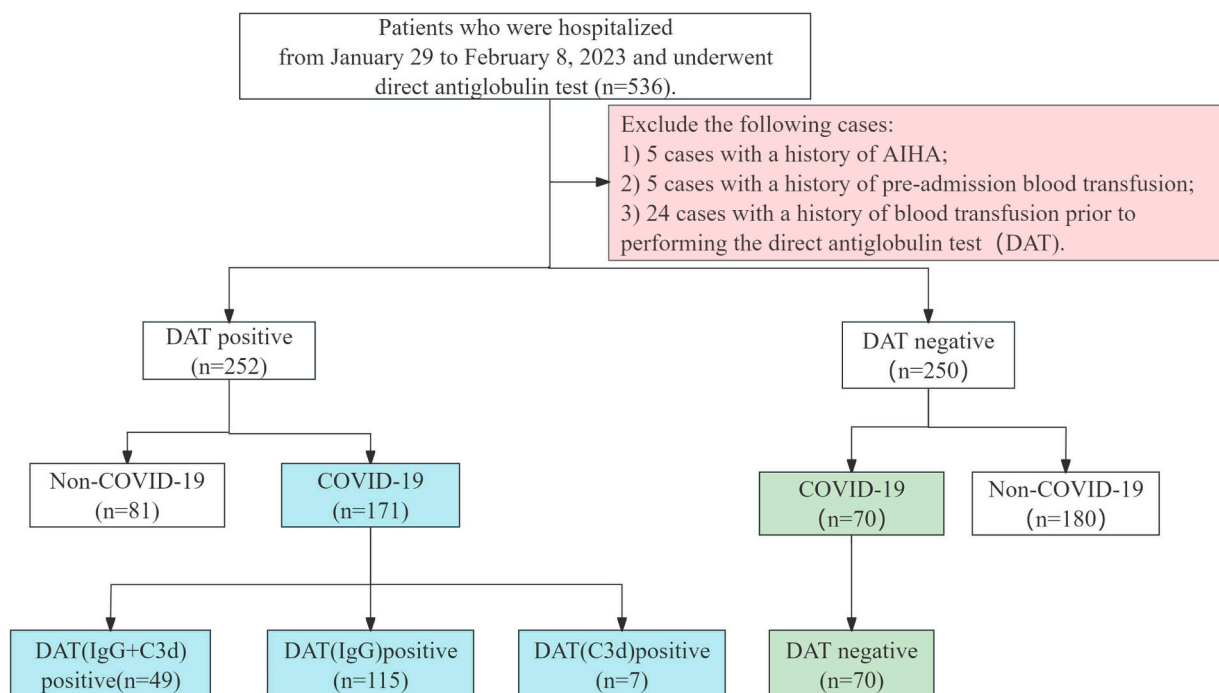 Patients who were hospitalized
from January 29 to February 8, 2023 and underwent
direct antiglobulin test (n=536).
Exclude the following cases:
1) 5 cases with a history of AIHA;
2) 5 cases with a history of pre-admission blood transfusion;
3) 24 cases with a history of blood transfusion prior to
performing the direct antiglobulin test (DAT).
DAT positive
(n=252)
DAT negative
(n=250)
Non-COVID-19
(n=81)
COVID-19
(n=171)
COVID-19
(n=70)
Non-COVID-19
(n=180)
DAT(IgG+C3d)
positive(n=49)
DAT(IgG)positive
(n=115)
DAT(C3d)positive
(n=7)
DAT negative
(n=70)